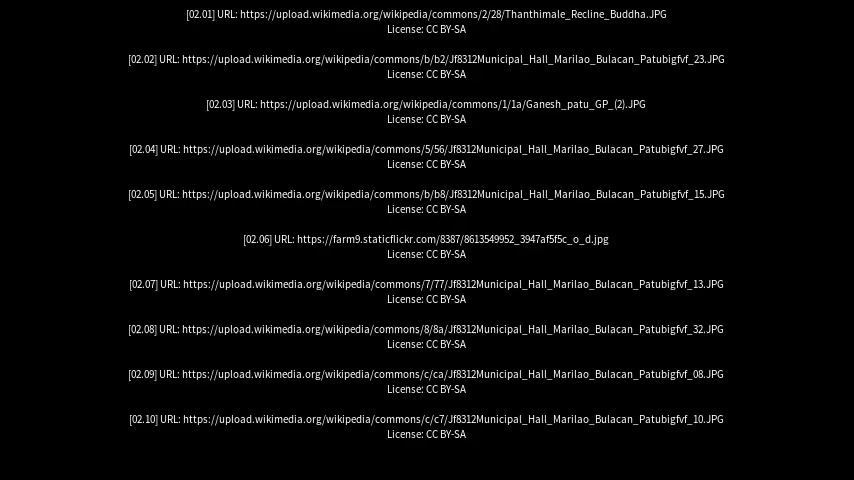 [02.01] URL: https://upload.wikimedia.org/wikipedia/commons/2/28/Thanthimale_Recline_Buddha.JPG
License: CC BY-SA
[02.02] URL: https://upload.wikimedia.org/wikipedia/commons/b/b2/Jf8312Municipal_Hall_Marilao_Bulacan_Patubigfvf_23.JPG
License: CC BY-SA
[02.03] URL: https://upload.wikimedia.org/wikipedia/commons/1/1a/Ganesh_patu_GP_(2).JPG
License: CC BY-SA
[02.04] URL: https://upload.wikimedia.org/wikipedia/commons/5/56/Jf8312Municipal_Hall_Marilao_Bulacan_Patubigfvf_27.JPG
License: CC BY-SA
[02.05] URL: https://upload.wikimedia.org/wikipedia/commons/b/b8/Jf8312Municipal_Hall_Marilao_Bulacan_Patubigfvf_15.JPG
License: CC BY-SA
[02.06] URL: https://farm9.staticflickr.com/8387/8613549952_3947af5f5c_o_d.jpg
License: CC BY-SA
[02.07] URL: https://upload.wikimedia.org/wikipedia/commons/7/77/Jf8312Municipal_Hall_Marilao_Bulacan_Patubigfvf_13.JPG
License: CC BY-SA
[02.08] URL: https://upload.wikimedia.org/wikipedia/commons/8/8a/Jf8312Municipal_Hall_Marilao_Bulacan_Patubigfvf_32.JPG
License: CC BY-SA
[02.09] URL: https://upload.wikimedia.org/wikipedia/commons/c/ca/Jf8312Municipal_Hall_Marilao_Bulacan_Patubigfvf_08.JPG
License: CC BY-SA
[02.10] URL: https://upload.wikimedia.org/wikipedia/commons/c/c7/Jf8312Municipal_Hall_Marilao_Bulacan_Patubigfvf_10.JPG
License: CC BY-SA